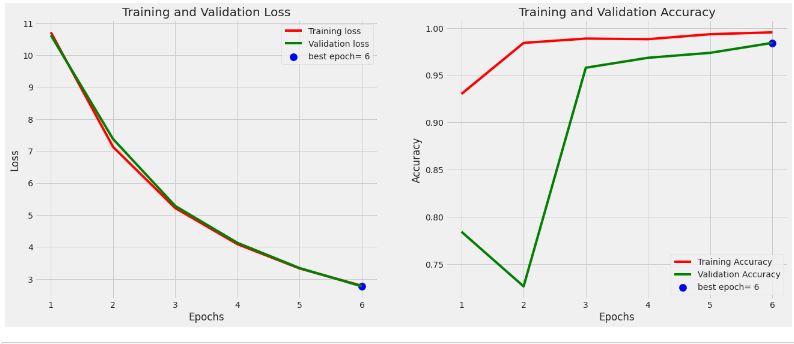 Training and Validation Loss
11
10
9
8
7
6
5
4
3
Loss
1 2 3 4 5 6
Epochs
Training loss
Validation loss
best epoch= 6
Training and Validation Accuracy
1.00
0.95
0.90
0.85
0.80
0.75
Accuracy
1 2 3 4 5 6
Epochs
Training Accuracy
Validation Accuracy
best epoch= 6